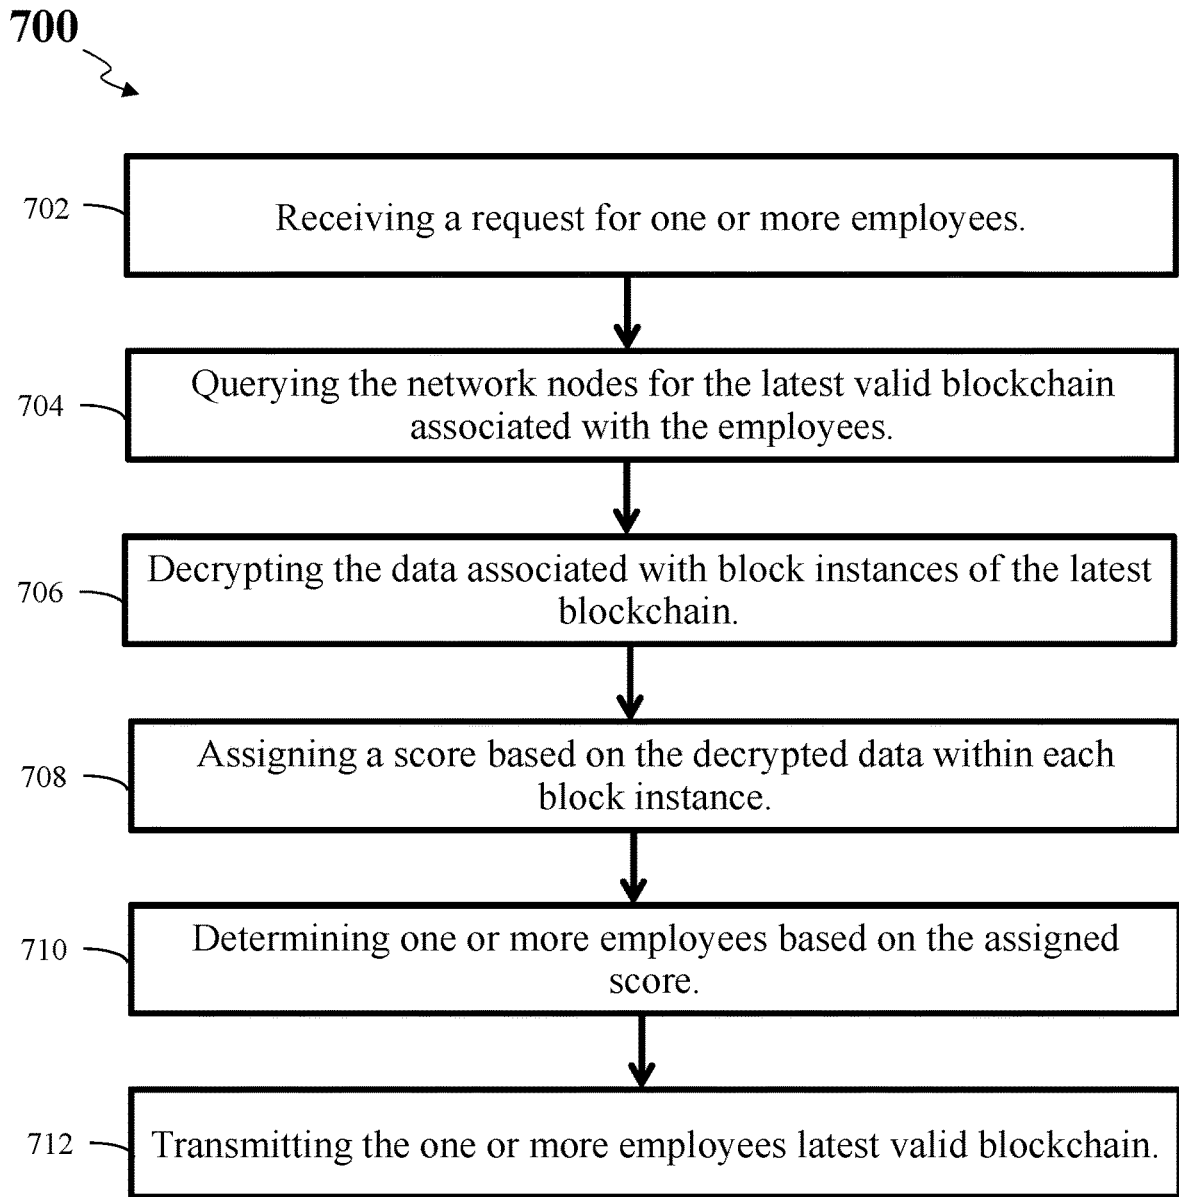 700
702
Receiving a request for one or more employees.
704
Querying the network nodes for the latest valid blockchain
associated with the employees.
706
Decrypting the data associated with block instances of the latest
blockchain.
708
Assigning a score based on the decrypted data within each
block instance.
710
Determining one or more employees based on the assigned
score.
712
Transmitting the one or more employees latest valid blockchain.